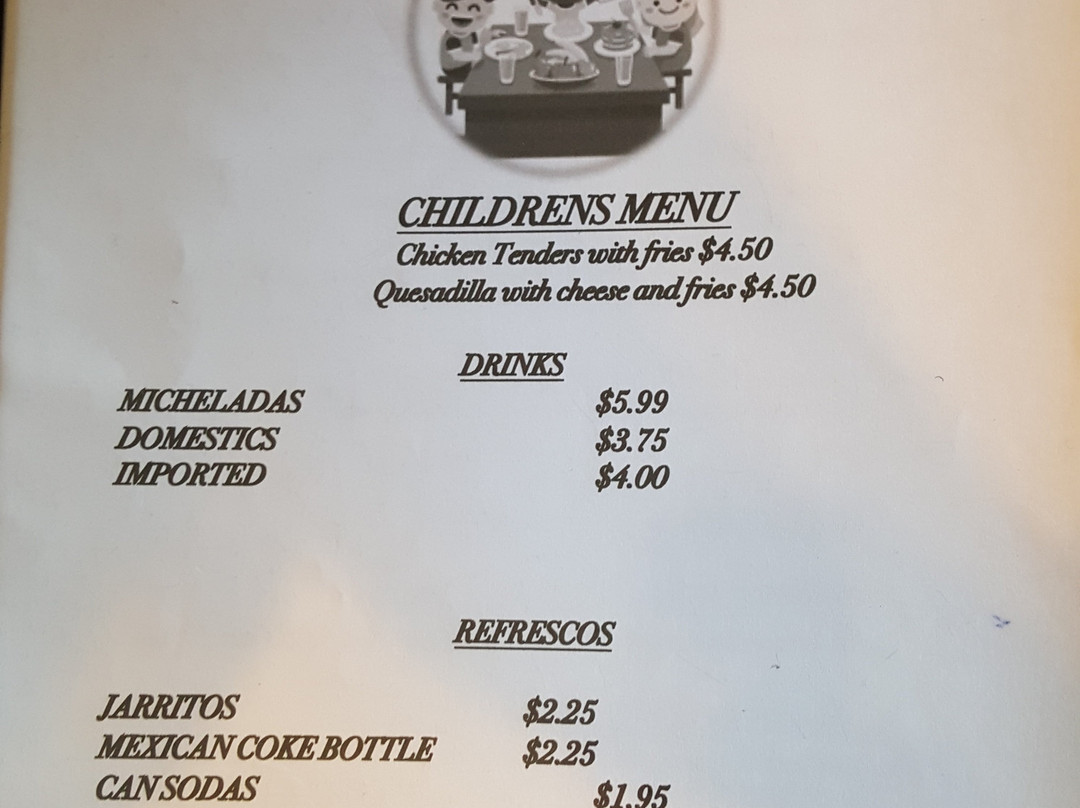 CHILDRENS MENU
Chicken Tenders with fries $4.50
Quesadilla with cheese and fries $4.50
DRINKS
MICHELADAS $5.99
DOMESTICS $3.75
IMPORTED $4.00
REFRESCOS
JARRITOS $2.25
MEXICAN COKE BOTTLE $2.25
CAN SODAS $1.95